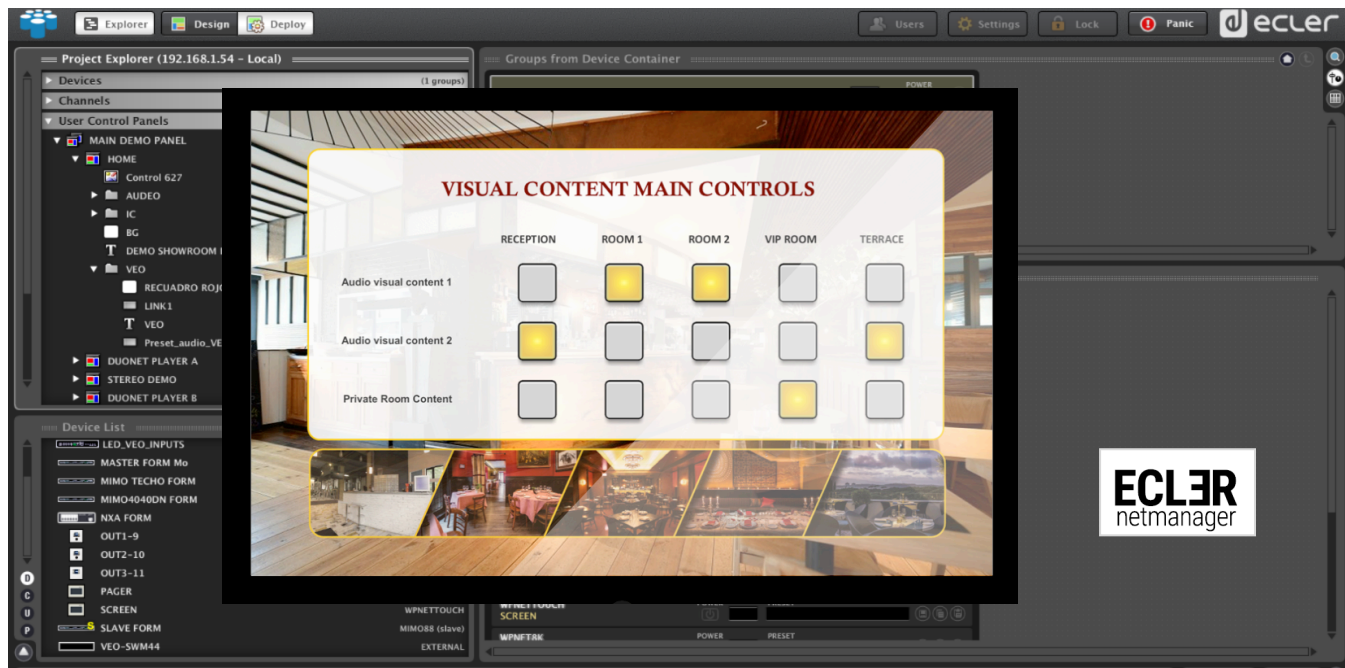 Explorer Design Deploy Users Settings Lock Panic ecler
Project Explorer (192.168.1.54 – Local)
Devices (1 groups)
Channels
User Control Panels
MAIN DEMO PANEL
HOME
Control 627
AUDEO
IC
BG
T DEMO SHOWROOM
VEO
RECUADRO ROJO
LINK1
T VEO
Preset_audio_VE
DUONET PLAYER A
STEREO DEMO
DUONET PLAYER B
Device List
LED_VEO_INPUTS
MASTER FORM Mo
MIMO TECHO FORM
MIMO4040DN FORM
NXA FORM
OUT1-9
OUT2-10
OUT3-11
PAGER
SCREEN WPNETTOUCH
SLAVE FORM MIMO88 (slave)
VEO-SWM44 EXTERNAL
D
C
U
P
Groups from Device Container
POWER
VISUAL CONTENT MAIN CONTROLS
RECEPTION ROOM 1 ROOM 2 VIP ROOM TERRACE
Audio visual content 1
Audio visual content 2
Private Room Content
WPNETTOUCH
SCREEN
WPNET8K POWER PRESET
ECLER
netmanager